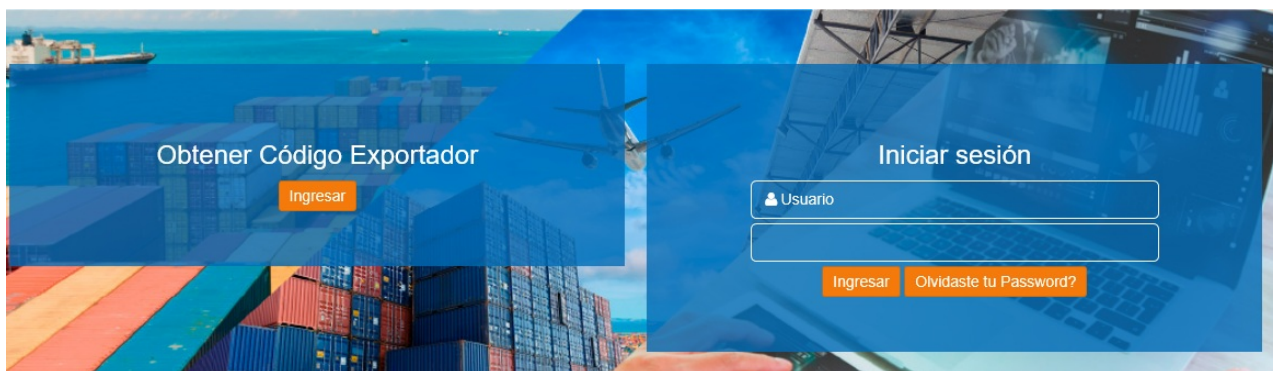 Obtener Código Exportador
Ingresar
Iniciar sesión
Usuario
Ingresar Olvidaste tu Password?